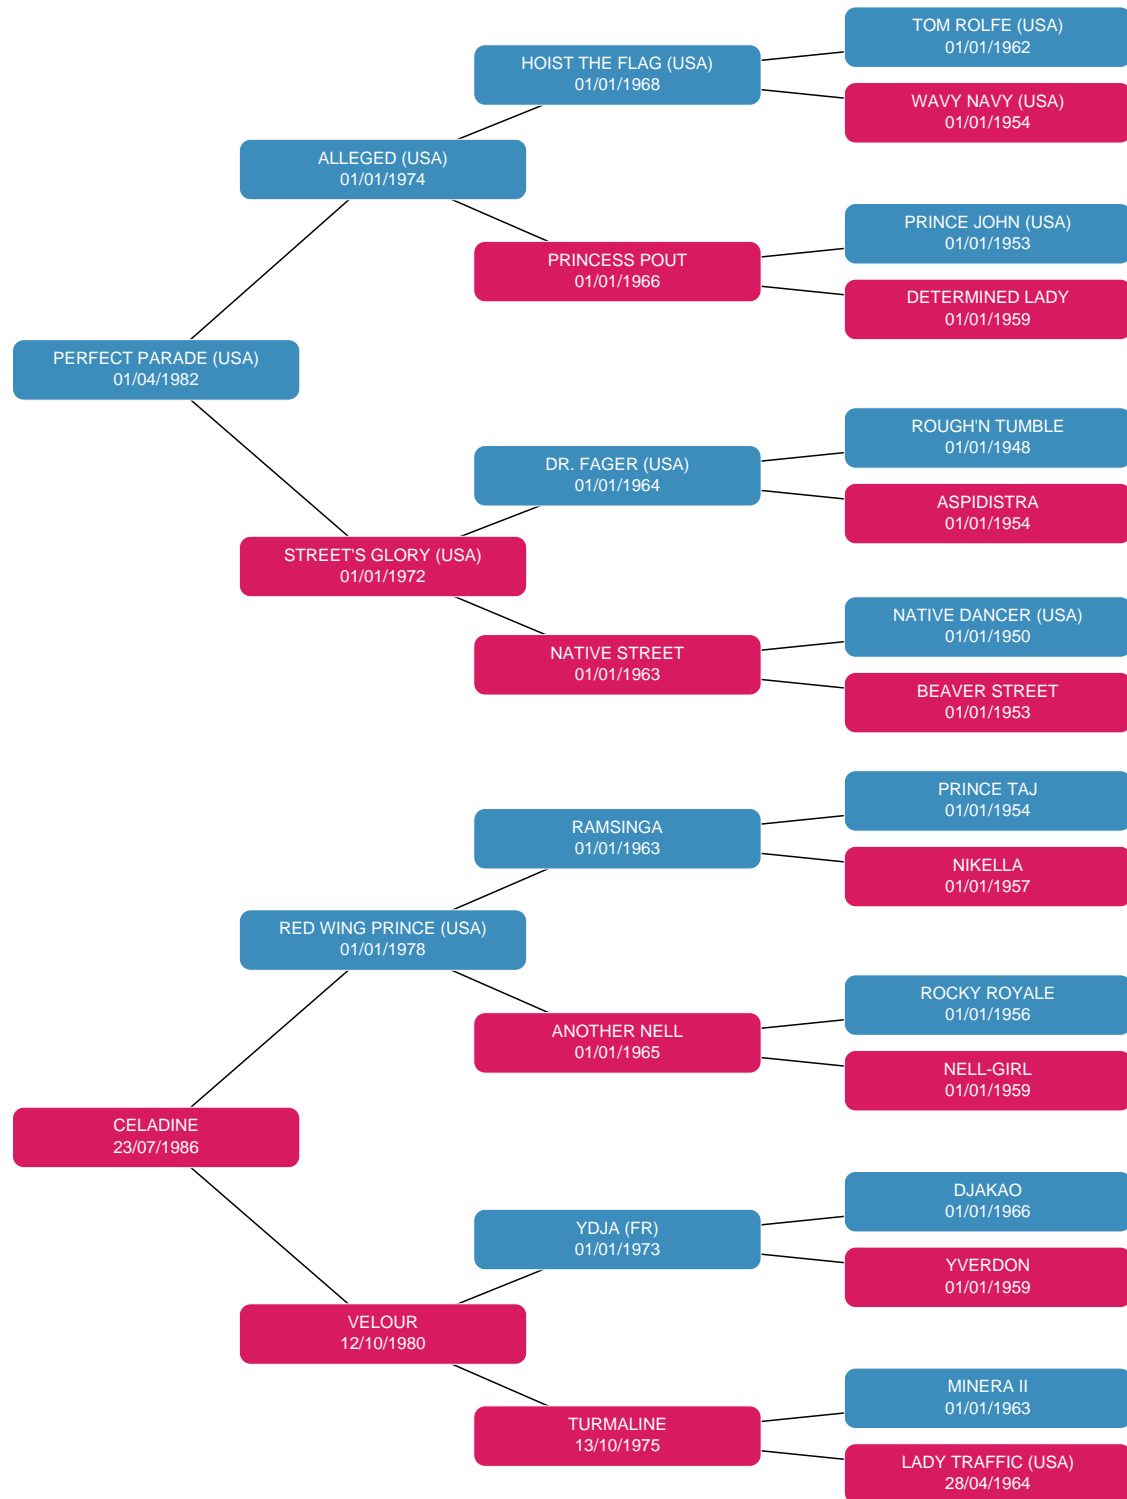 TOM ROLFE (USA)
01/01/1962
HOIST THE FLAG (USA)
01/01/1968
WAVY NAVY (USA)
01/01/1954
ALLEGED (USA)
01/01/1974
PRINCE JOHN (USA)
01/01/1953
PRINCESS POUT
01/01/1966
DETERMINED LADY
01/01/1959
PERFECT PARADE (USA)
01/04/1982
ROUGH'N TUMBLE
01/01/1948
DR. FAGER (USA)
01/01/1964
ASPIDISTRA
01/01/1954
STREET'S GLORY (USA)
01/01/1972
NATIVE DANCER (USA)
01/01/1950
NATIVE STREET
01/01/1963
BEAVER STREET
01/01/1953
PRINCE TAJ
01/01/1954
RAMSINGA
01/01/1963
NIKELLA
01/01/1957
RED WING PRINCE (USA)
01/01/1978
ROCKY ROYALE
01/01/1956
ANOTHER NELL
01/01/1965
NELL-GIRL
01/01/1959
CELADINE
23/07/1986
DJAKAO
01/01/1966
YDJA (FR)
01/01/1973
YVERDON
01/01/1959
VELOUR
12/10/1980
MINERA II
01/01/1963
TURMALINE
13/10/1975
LADY TRAFFIC (USA)
28/04/1964